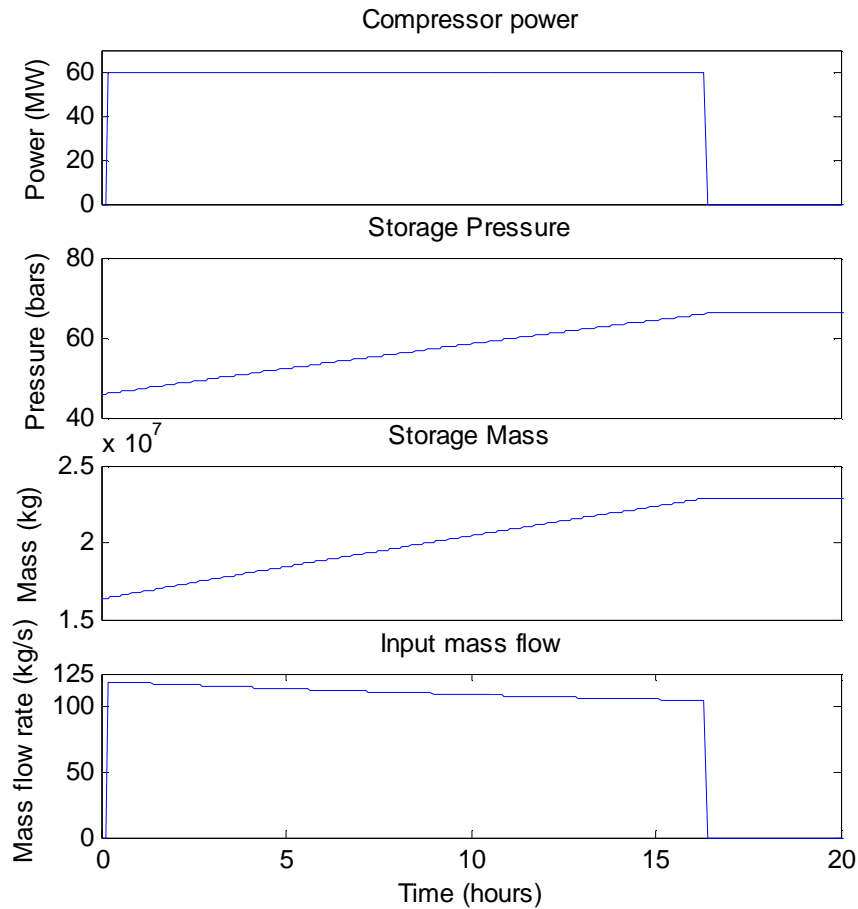 Compressor power
Power (MW)
60
40
20
0
Storage Pressure
Pressure (bars)
80
60
40
x 10^7
Storage Mass
Mass (kg)
2.5
2
1.5
Input mass flow
Mass flow rate (kg/s)
125
100
50
0
0 5 10 15 20
Time (hours)